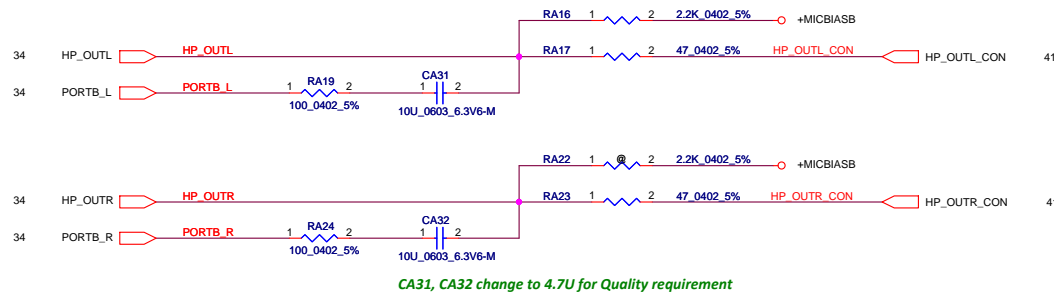 RA16 1 2 2.2K_0402_5% +MICBIASB
34 HP_OUTL HP_OUTL RA17 1 2 47_0402_5% HP_OUTL_CON HP_OUTL_CON 41
34 PORTB_L PORTB_L 1 RA19 2 1 CA31 2
100_0402_5% 10U_0603_6.3V6-M
RA22 1 @ 2 2.2K_0402_5% +MICBIASB
34 HP_OUTR HP_OUTR RA23 1 2 47_0402_5% HP_OUTR_CON HP_OUTR_CON
34 PORTB_R PORTB_R 1 RA24 2 1 CA32 2
100_0402_5% 10U_0603_6.3V6-M
CA31, CA32 change to 4.7U for Quality requirement